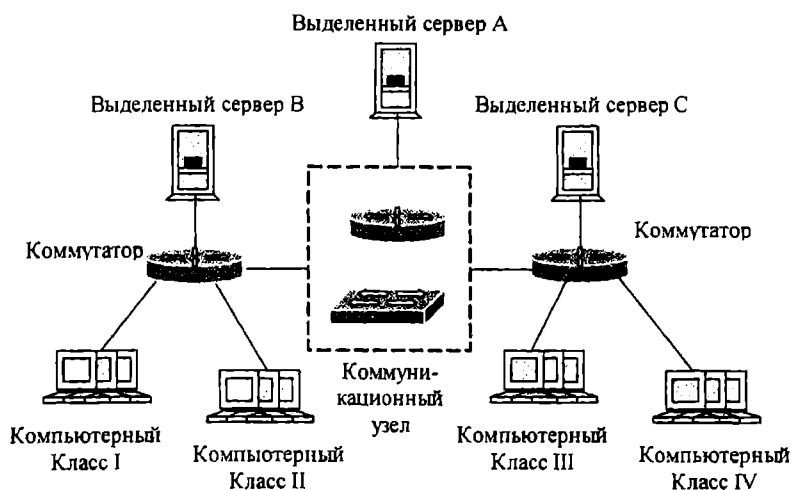 Выделенный сервер A
Выделенный сервер B
Выделенный сервер C
Коммутатор
Коммутатор
Коммуни-
кационный
узел
Компьютерный
Класс I
Компьютерный
Класс II
Компьютерный
Класс III
Компьютерный
Класс IV